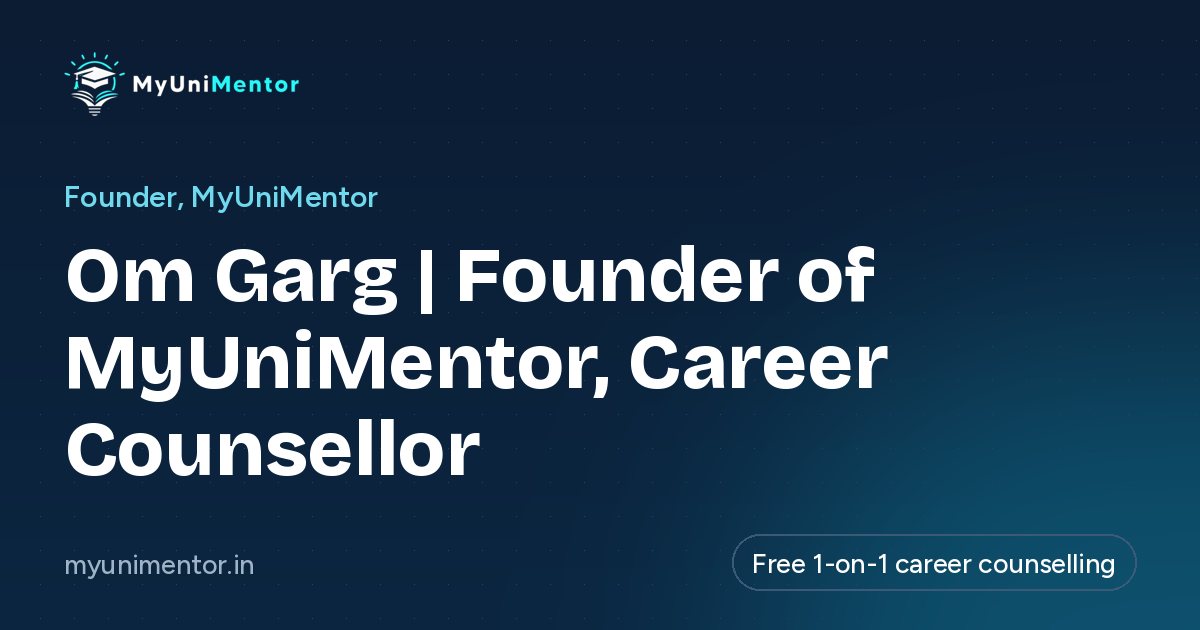 MyUniMentor
Founder, MyUniMentor
Om Garg | Founder of
MyUniMentor, Career
Counsellor
myunimentor.in
Free 1-on-1 career counselling